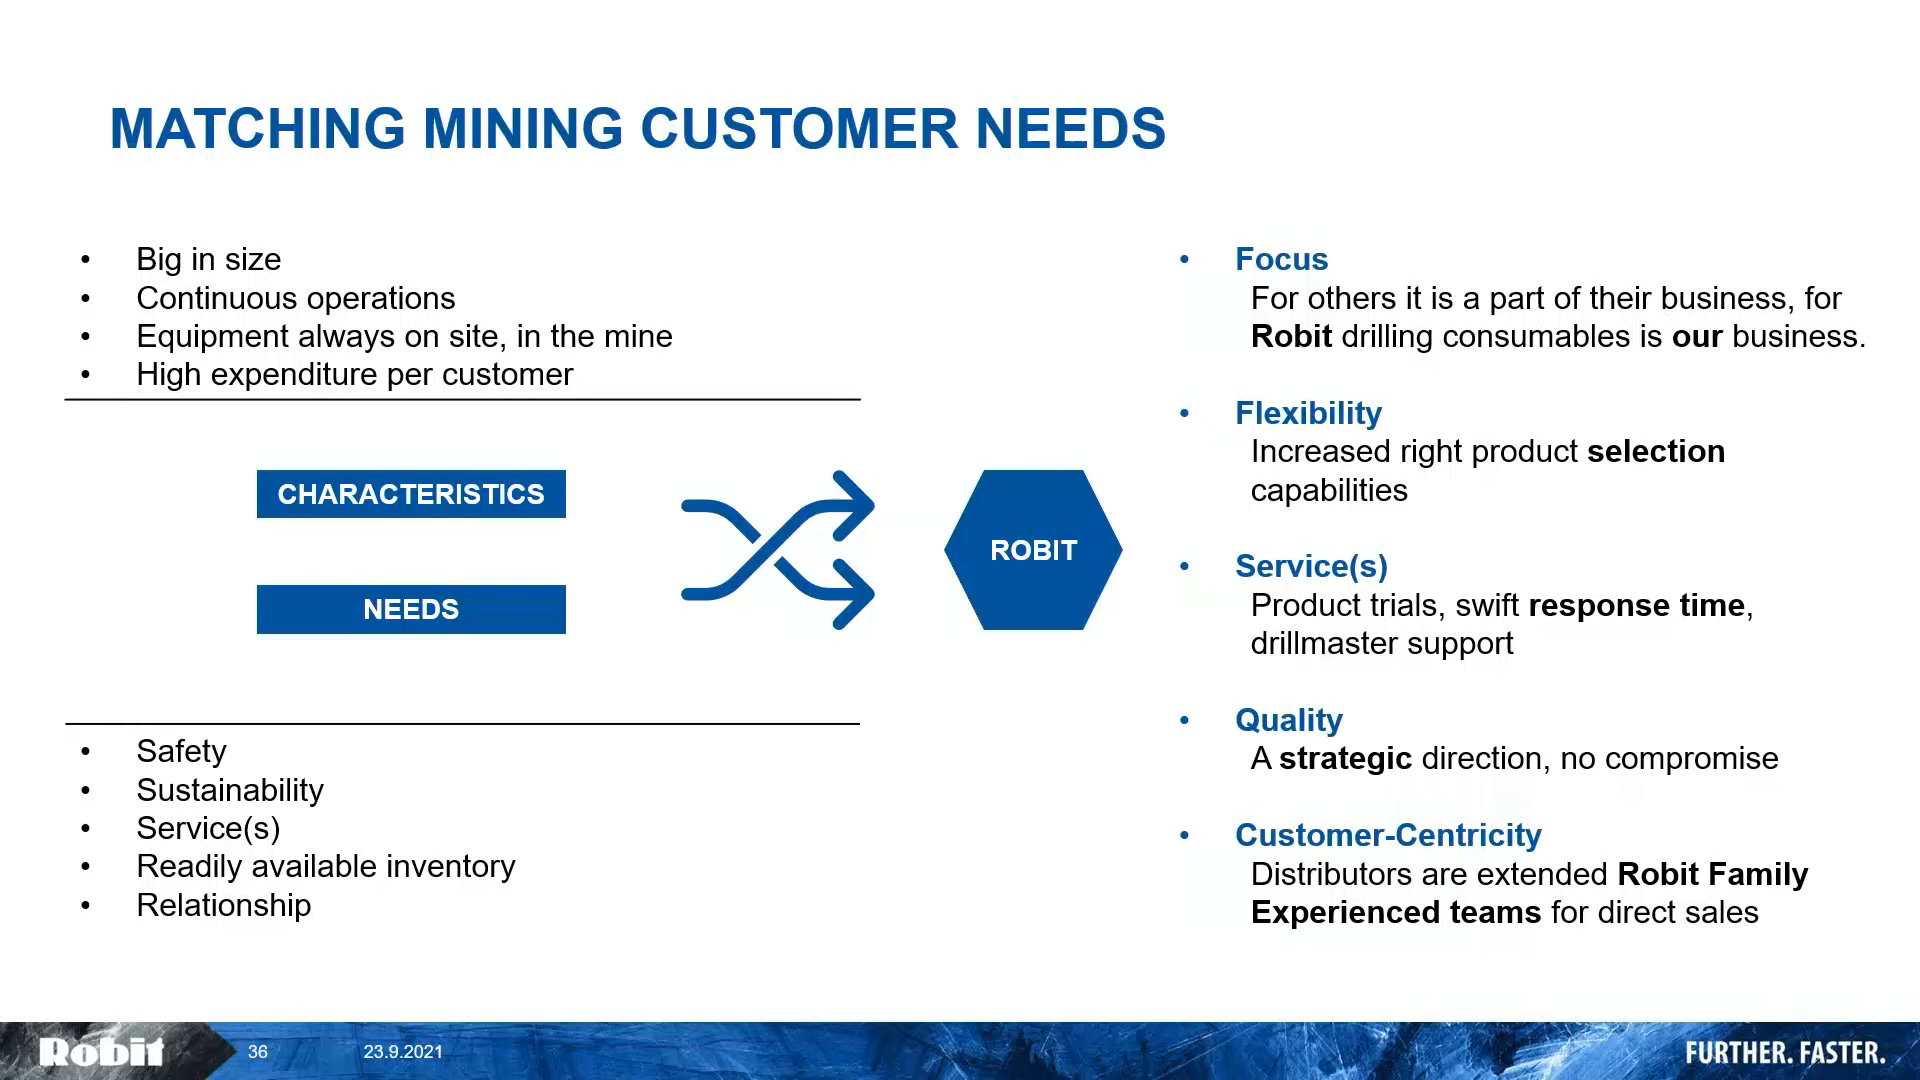 MATCHING MINING CUSTOMER NEEDS
• Big in size
• Continuous operations
• Equipment always on site, in the mine
• High expenditure per customer
CHARACTERISTICS
NEEDS
• Safety
• Sustainability
• Service(s)
• Readily available inventory
• Relationship
ROBIT
• Focus
For others it is a part of their business, for
Robit drilling consumables is our business.
• Flexibility
Increased right product selection
capabilities
• Service(s)
Product trials, swift response time,
drillmaster support
• Quality
A strategic direction, no compromise
• Customer-Centricity
Distributors are extended Robit Family
Experienced teams for direct sales
Robit
36
23.9.2021
FURTHER. FASTER.